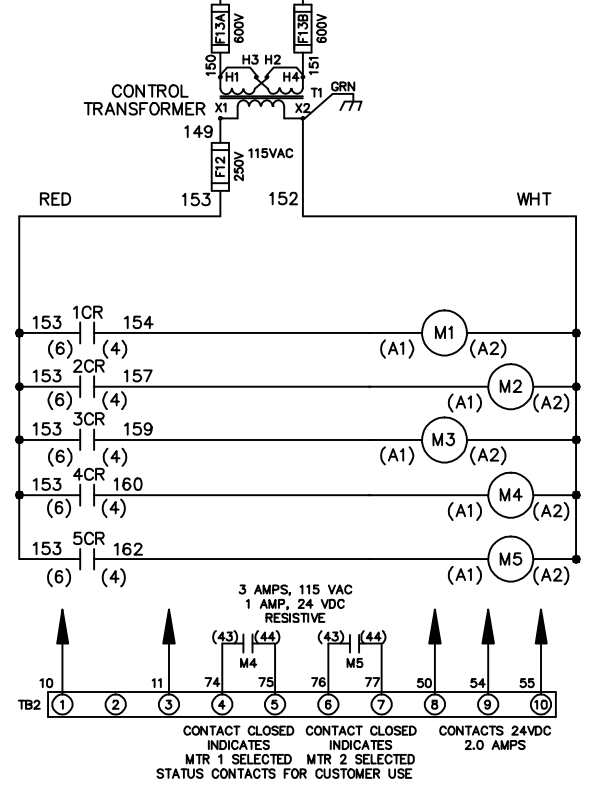 F13A
600V
F13B
600V
150
H3 H2
151
H1
H4
CONTROL
TRANSFORMER
T1
GRN
X1
X2
149
F12
250V
115VAC
153
152
RED
WHT
1CR
153
154
(6)
(4)
M1
(A1)
(A2)
2CR
153
157
(6)
(4)
M2
(A1)
(A2)
3CR
153
159
(6)
(4)
M3
(A1)
(A2)
4CR
153
160
(6)
(4)
M4
(A1)
(A2)
5CR
153
162
(6)
(4)
M5
(A1)
(A2)
3 AMPS, 115 VAC
1 AMP, 24 VDC
RESISTIVE
(43)
(44)
(43)
(44)
M4
M5
10
11
74
75
76
77
50
54
55
TB2
1
2
3
4
5
6
7
8
9
10
CONTACT CLOSED
INDICATES
MTR 1 SELECTED
CONTACT CLOSED
INDICATES
MTR 2 SELECTED
STATUS CONTACTS FOR CUSTOMER USE
CONTACTS 24VDC
2.0 AMPS